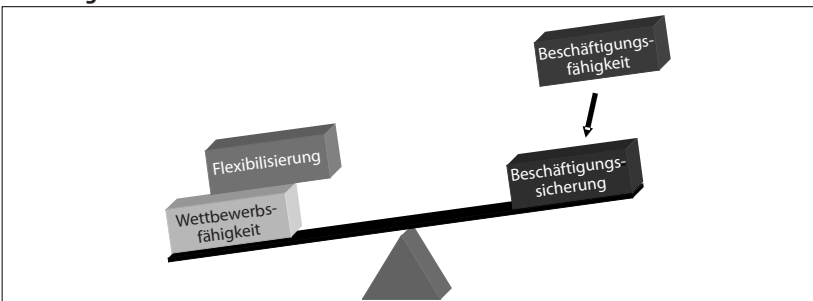 Beschäftigungs-
fähigkeit
Flexibilisierung
Beschäftigungs-
sicherung
Wettbewerbs-
fähigkeit